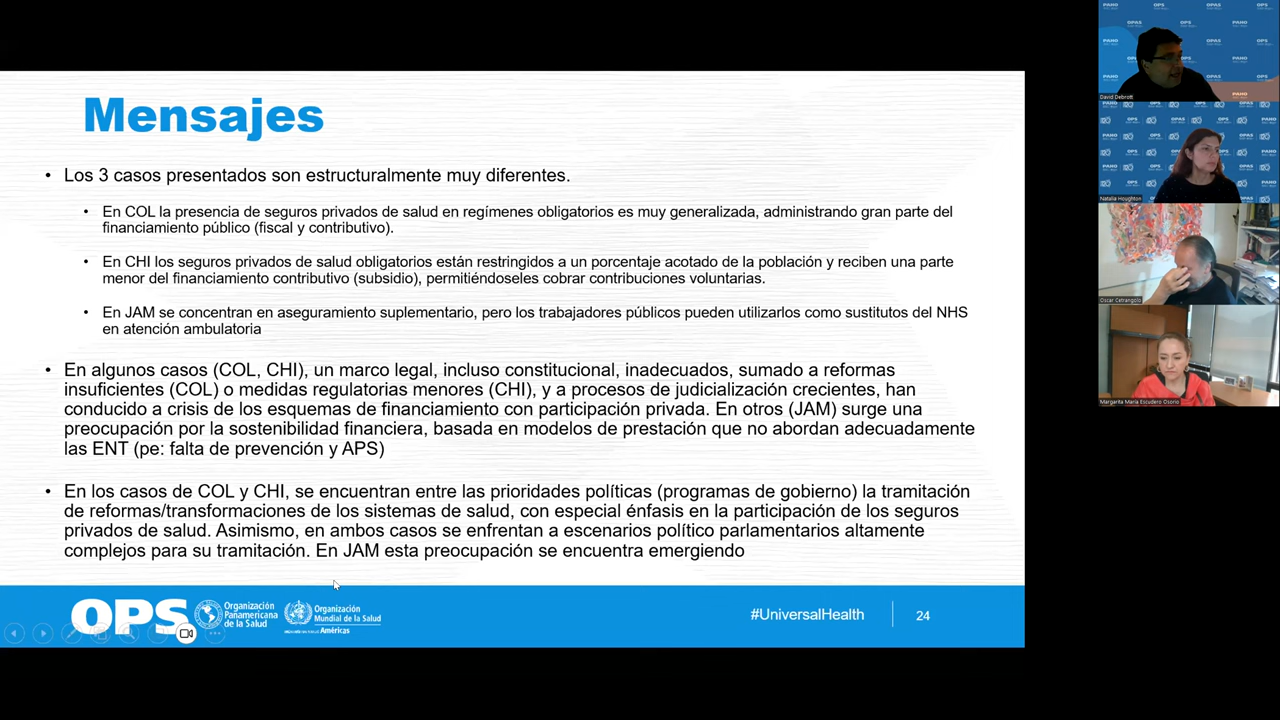 Mensajes
• Los 3 casos presentados son estructuralmente muy diferentes.
• En COL la presencia de seguros privados de salud en regímenes obligatorios es muy generalizada, administrando gran parte del
financiamiento público (fiscal y contributivo).
• En CHI los seguros privados de salud obligatorios están restringidos a un porcentaje acotado de la población y reciben una parte
menor del financiamiento contributivo (subsidio), permitiéndoseles cobrar contribuciones voluntarias.
• En JAM se concentran en aseguramiento suplementario, pero los trabajadores públicos pueden utilizarlos como sustitutos del NHS
en atención ambulatoria
• En algunos casos (COL, CHI), un marco legal, incluso constitucional, inadecuados, sumado a reformas
insuficientes (COL) o medidas regulatorias menores (CHI), y a procesos de judicialización crecientes, han
conducido a crisis de los esquemas de financiamiento con participación privada. En otros (JAM) surge una
preocupación por la sostenibilidad financiera, basada en modelos de prestación que no abordan adecuadamente
las ENT (pe: falta de prevención y APS)
• En los casos de COL y CHI, se encuentran entre las prioridades políticas (programas de gobierno) la tramitación
de reformas/transformaciones de los sistemas de salud, con especial énfasis en la participación de los seguros
privados de salud. Asimismo, en ambos casos se enfrentan a escenarios político parlamentarios altamente
complejos para su tramitación. En JAM esta preocupación se encuentra emergiendo
OPS
Organización
Panamericana
de la Salud
Organización
Mundial de la Salud
Américas
#UniversalHealth
24
David Debrott
Natalia Houghton
Oscar Cetrangolo
Margarita María Escudero Osorio